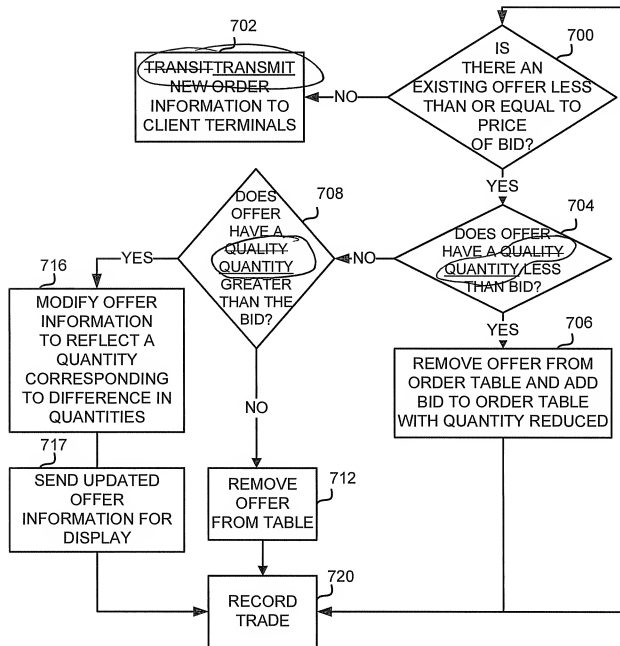 702
TRANSITTRANSMIT
NEW ORDER
INFORMATION TO
CLIENT TERMINALS
NO
700
IS
THERE AN
EXISTING OFFER LESS
THAN OR EQUAL TO
PRICE
OF BID?
YES
704
DOES OFFER
HAVE A QUALITY
QUANTITY LESS
THAN BID?
NO
YES
708
DOES
OFFER
HAVE A
QUALITY
QUANTITY
GREATER
THAN THE
BID?
YES
NO
716
MODIFY OFFER
INFORMATION
TO REFLECT A
QUANTITY
CORRESPONDING
TO DIFFERENCE IN
QUANTITIES
706
REMOVE OFFER FROM
ORDER TABLE AND ADD
BID TO ORDER TABLE
WITH QUANTITY REDUCED
717
SEND UPDATED
OFFER
INFORMATION FOR
DISPLAY
712
REMOVE
OFFER
FROM TABLE
720
RECORD
TRADE